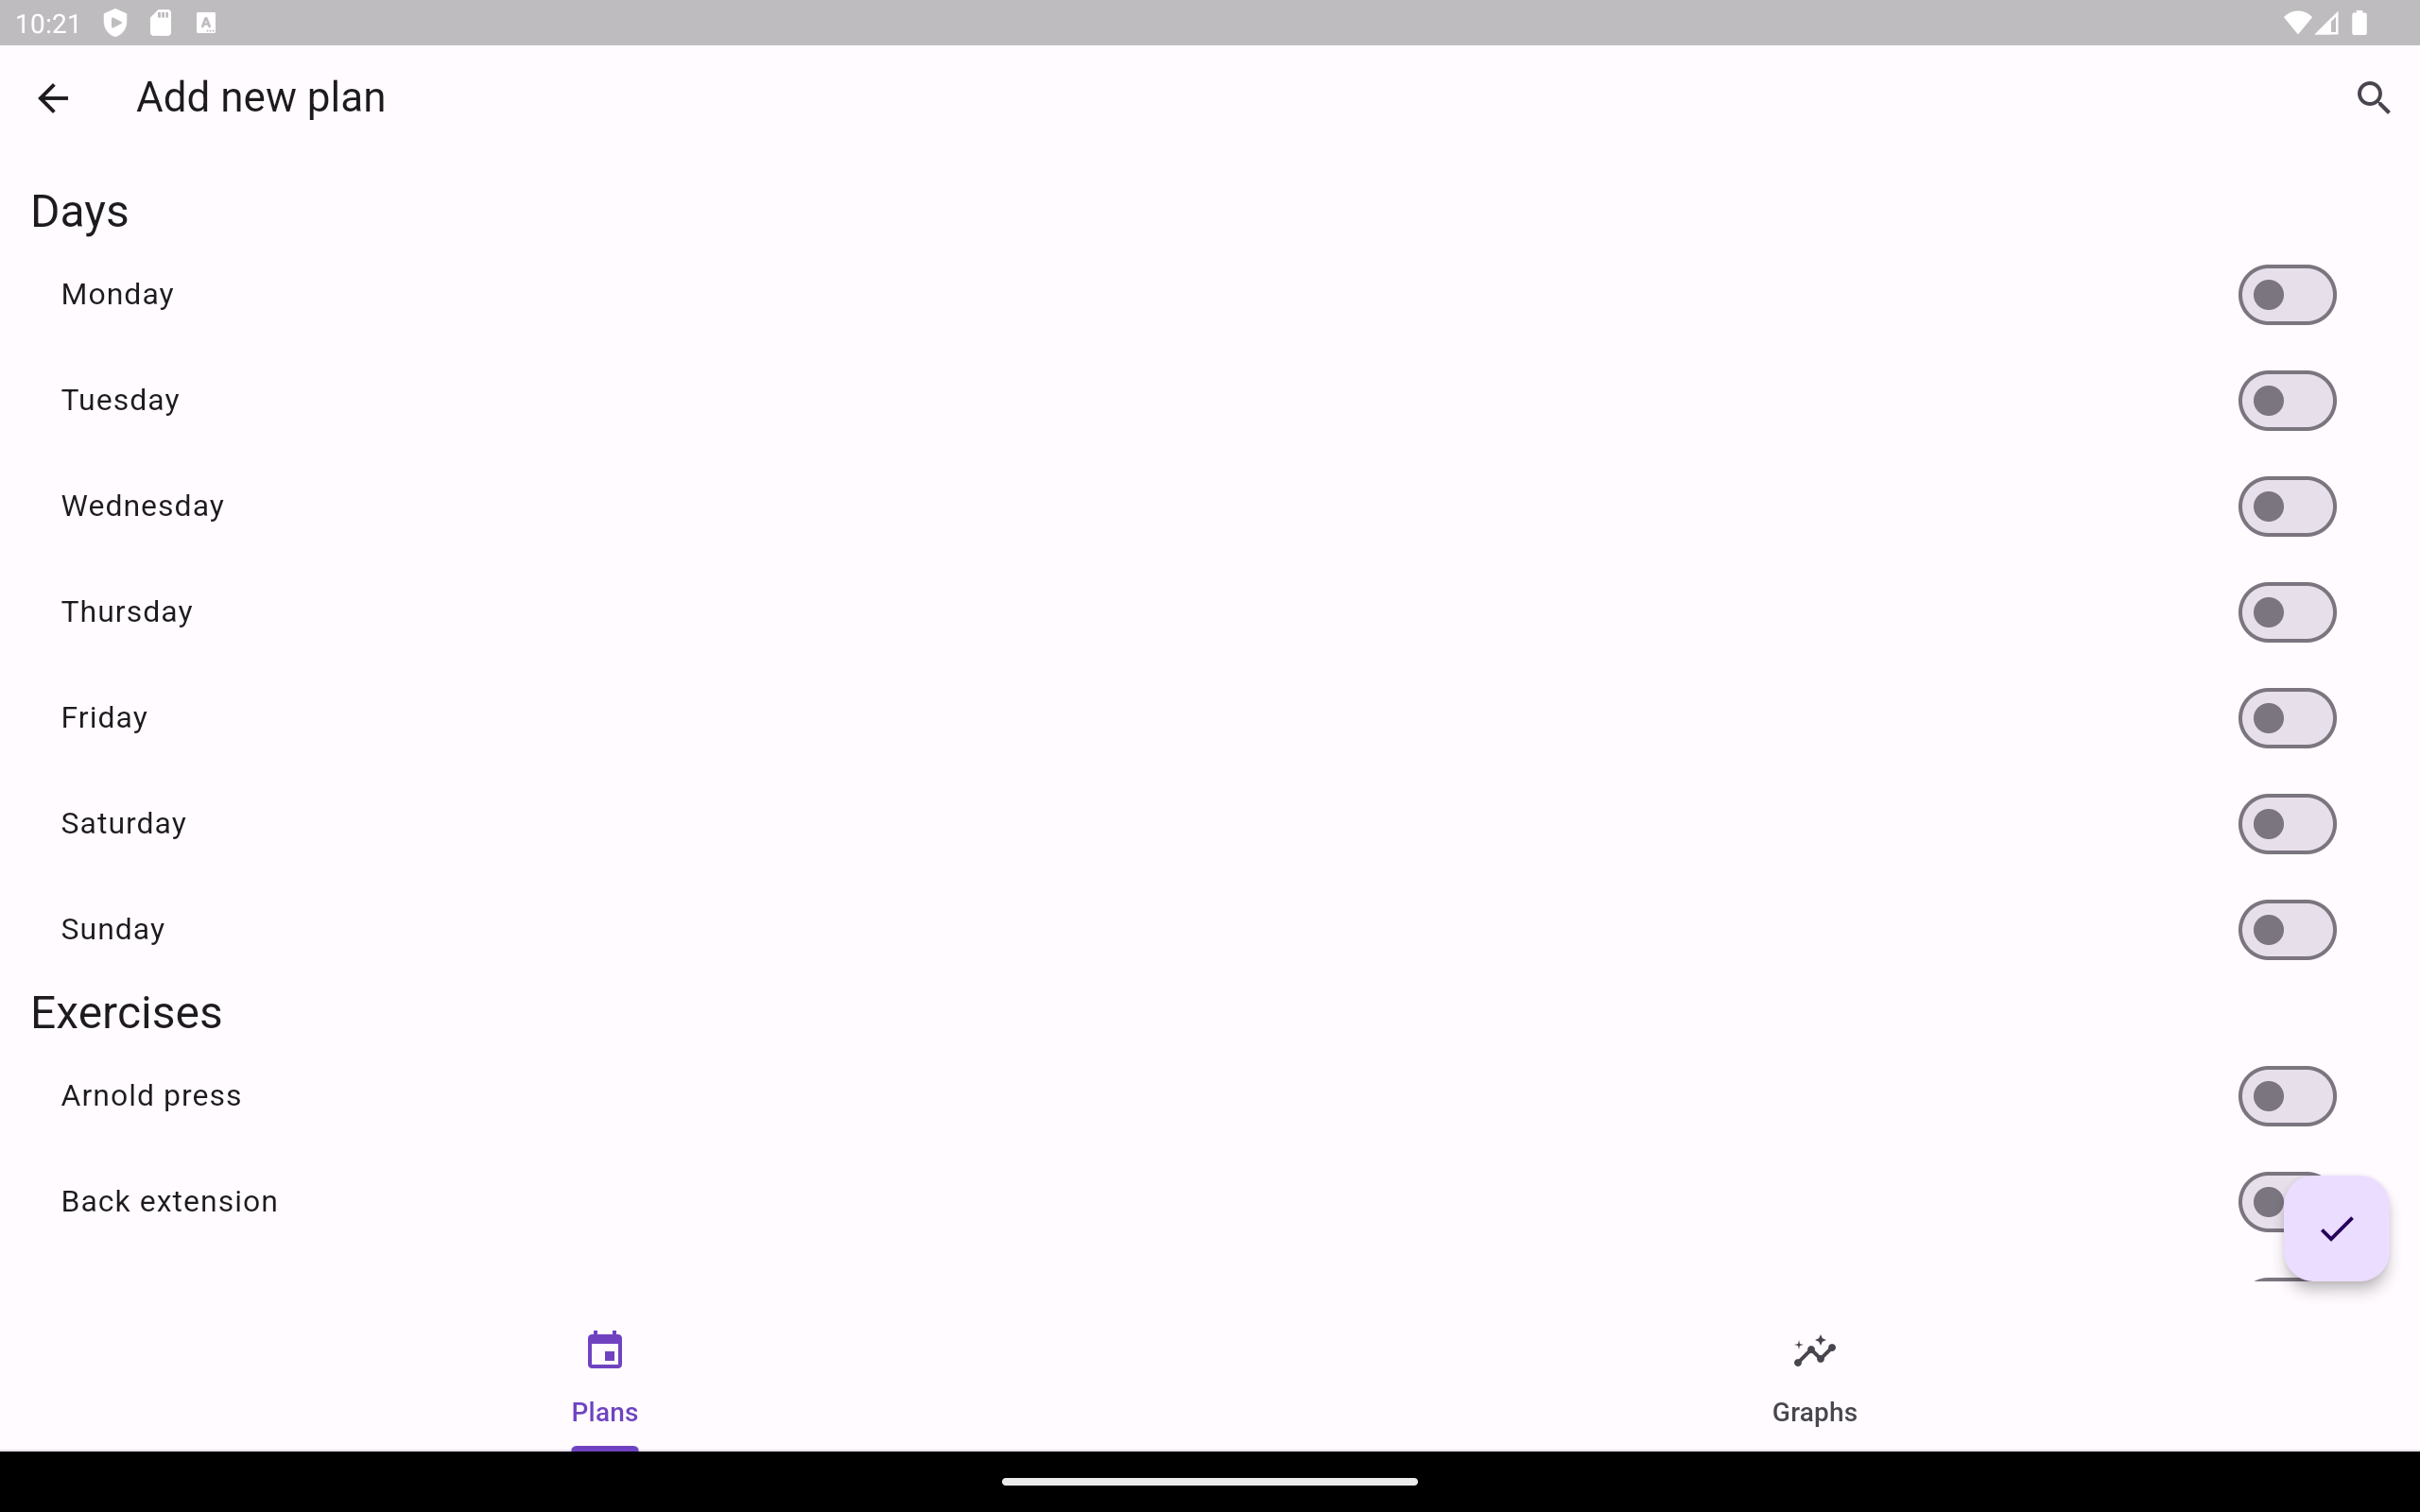 10:21
Add new plan
Days
Monday
Tuesday
Wednesday
Thursday
Friday
Saturday
Sunday
Exercises
Arnold press
Back extension
Plans
Graphs